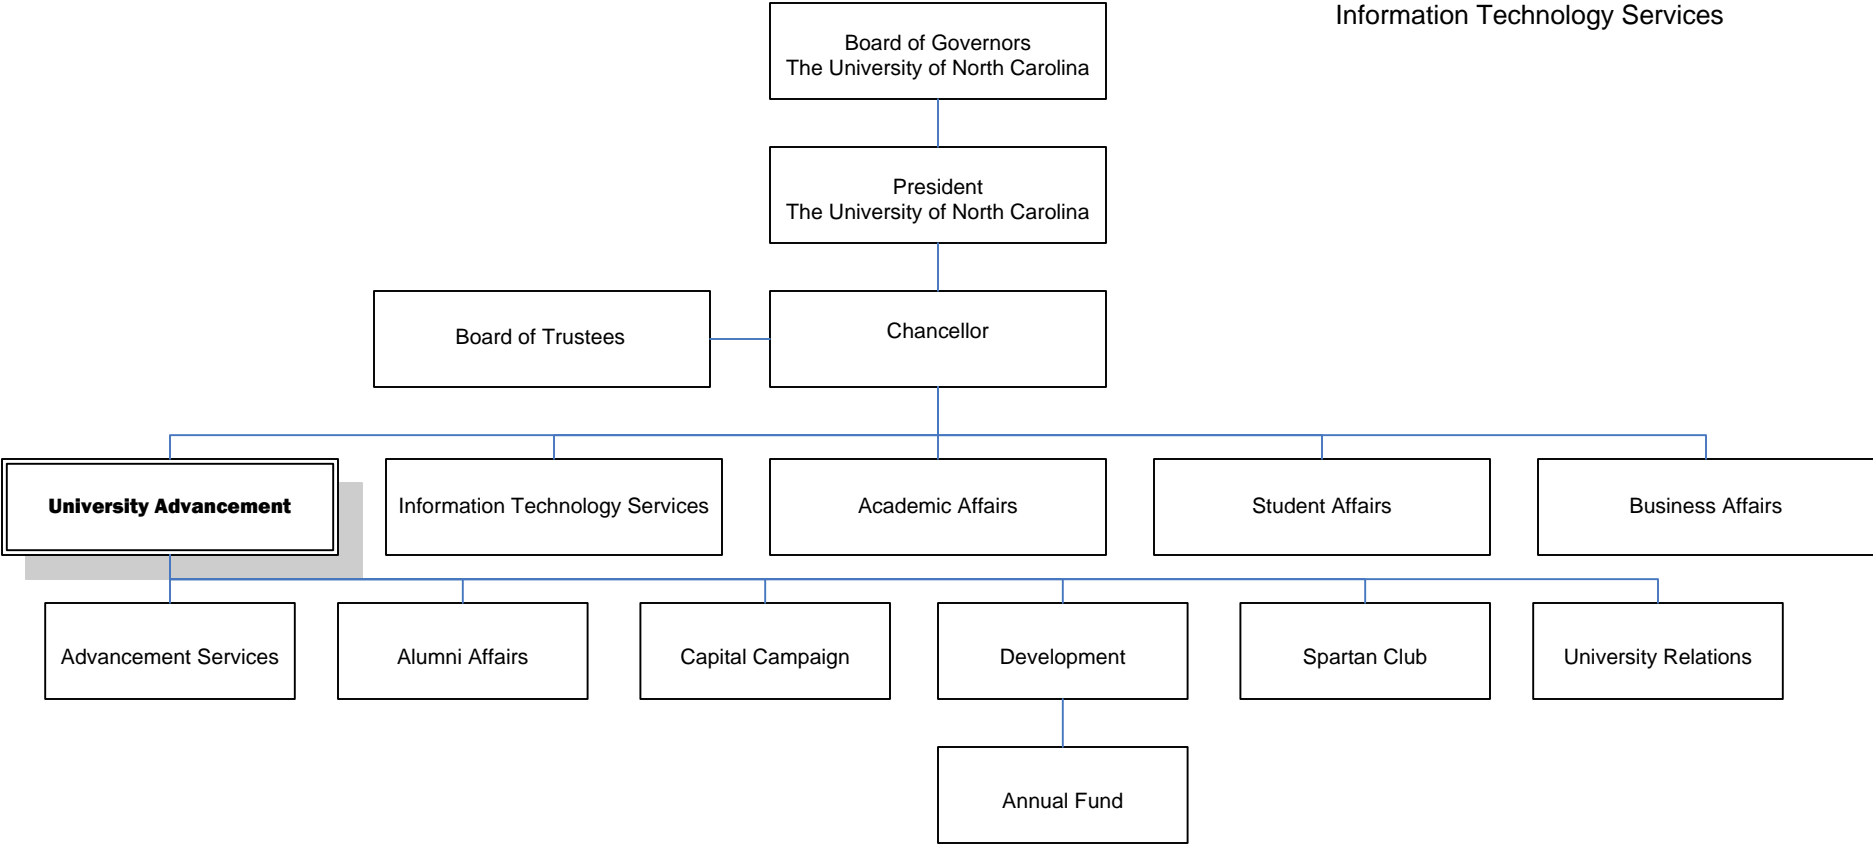 Information Technology Services
Board of Governors
The University of North Carolina
President
The University of North Carolina
Board of Trustees
Chancellor
University Advancement
Information Technology Services
Academic Affairs
Student Affairs
Business Affairs
Advancement Services
Alumni Affairs
Capital Campaign
Development
Spartan Club
University Relations
Annual Fund